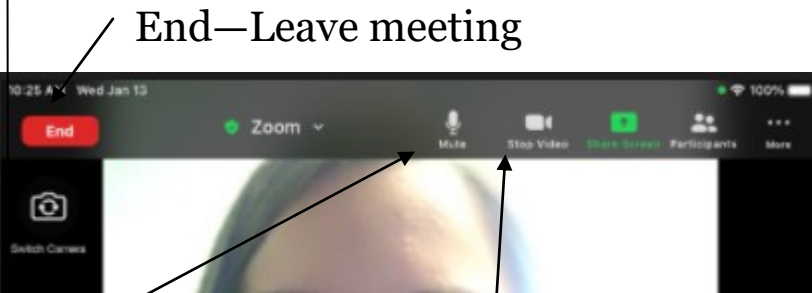 End—Leave meeting
10:25 AM Wed Jan 13
100%
End
Zoom
Mute
Stop Video
Share Screen
Participants
More
Switch Camera